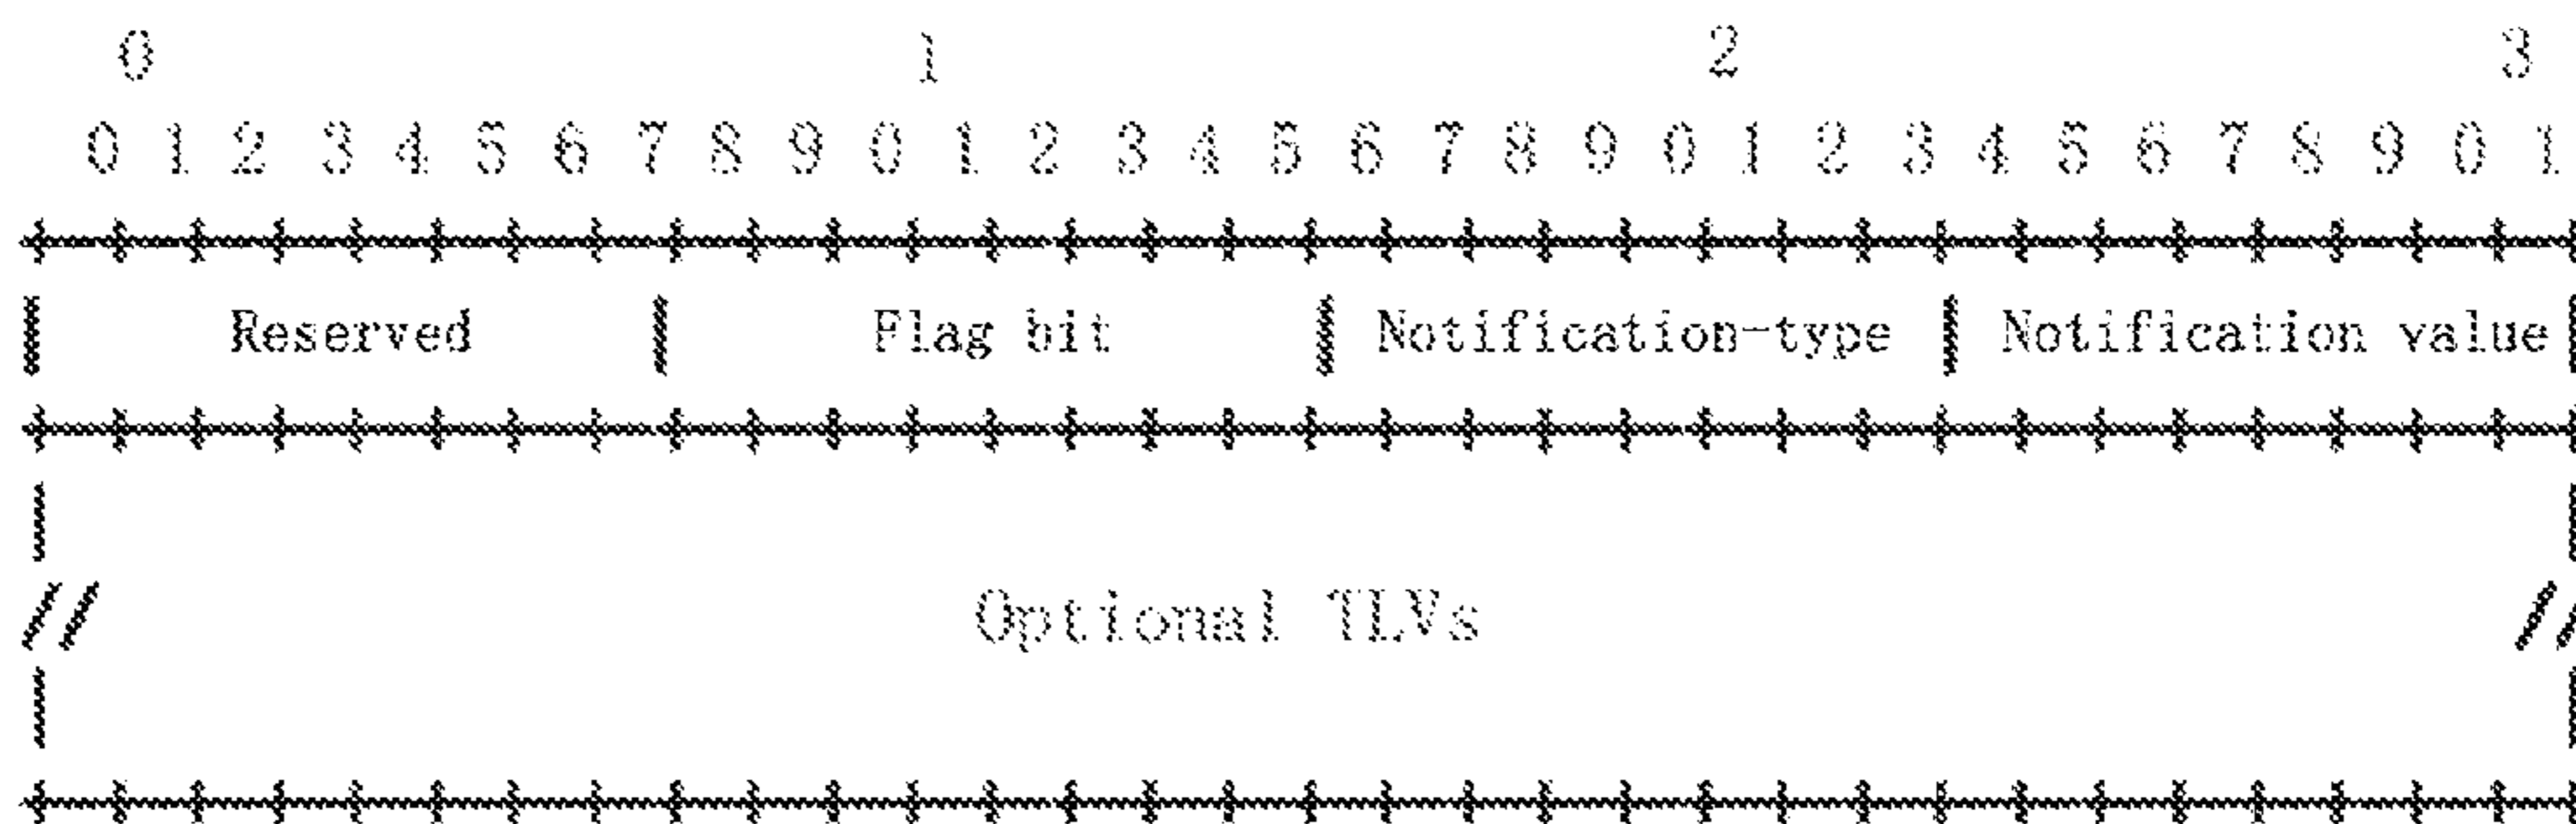 0 1 2 3
0 1 2 3 4 5 6 7 8 9 0 1 2 3 4 5 6 7 8 9 0 1 2 3 4 5 6 7 8 9 0 1
Reserved | Flag bit | Notification-type | Notification value
Optional TLVs